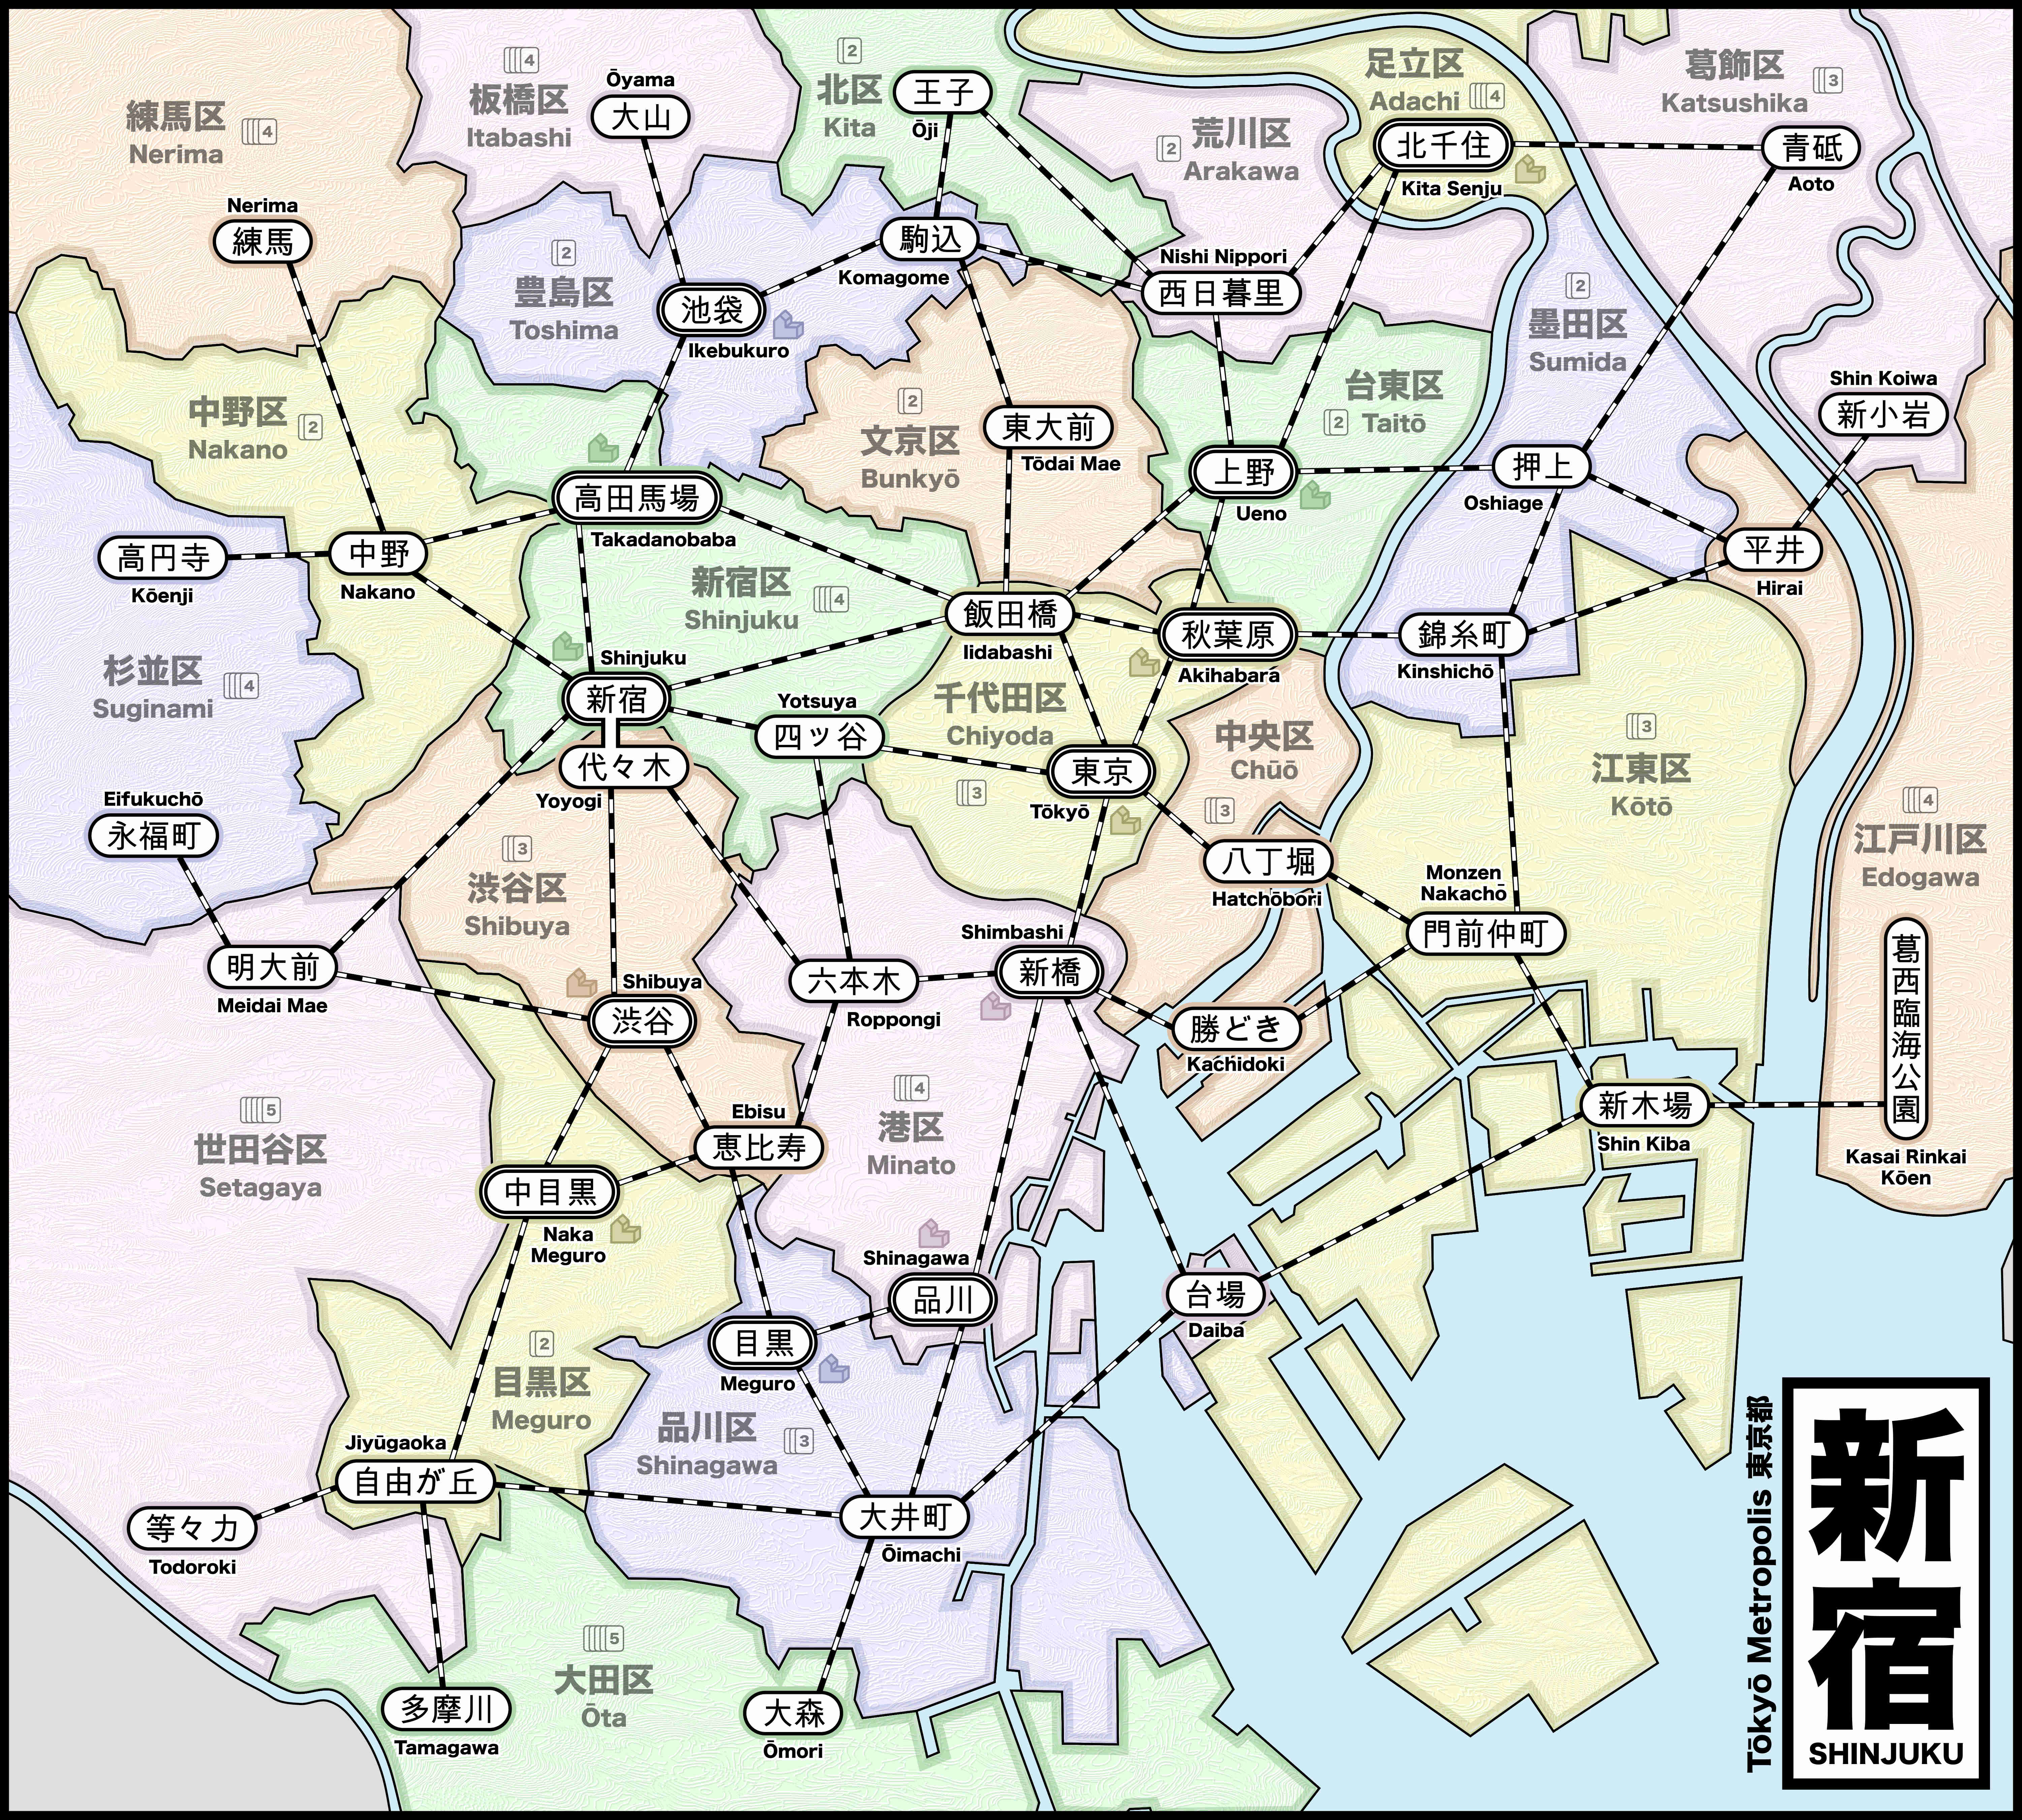 練馬区
Nerima
4
板橋区
Itabashi
4
Ōyama
大山
2
北区
Kita
王子
Ōji
2
荒川区
Arakawa
足立区
Adachi
4
北千住
Kita Senju
葛飾区
Katsushika
3
青砥
Aoto
Nerima
練馬
2
豊島区
Toshima
駒込
Komagome
池袋
Ikebukuro
Nishi Nippori
西日暮里
2
墨田区
Sumida
中野区
Nakano
2
2
文京区
Bunkyō
東大前
Tōdai Mae
台東区
Taitō
2
Shin Koiwa
新小岩
高田馬場
Takadanobaba
上野
Ueno
押上
Oshiage
高円寺
Kōenji
中野
Nakano
平井
Hirai
新宿区
Shinjuku
4
飯田橋
Iidabashi
秋葉原
Akihabara
錦糸町
Kinshichō
杉並区
Suginami
4
Shinjuku
新宿
Yotsuya
四ッ谷
千代田区
Chiyoda
3
代々木
Yoyogi
東京
Tōkyō
中央区
Chūō
3
3
江東区
Kōtō
Eifukuchō
永福町
3
渋谷区
Shibuya
八丁堀
Hatchōbori
4
江戸川区
Edogawa
明大前
Meidai Mae
Shibuya
渋谷
六本木
Roppongi
Shimbashi
新橋
Monzen
Nakachō
門前仲町
勝どき
Kachidoki
葛西臨海公園
Kasai Rinkai
Kōen
5
世田谷区
Setagaya
Ebisu
恵比寿
4
港区
Minato
新木場
Shin Kiba
中目黒
Naka
Meguro
Shinagawa
品川
台場
Daiba
2
目黒区
Meguro
目黒
Meguro
品川区
Shinagawa
3
Jiyūgaoka
自由が丘
等々力
Todoroki
大井町
Ōimachi
5
大田区
Ōta
多摩川
Tamagawa
大森
Ōmori
Tōkyō Metropolis 東京都
新宿
SHINJUKU